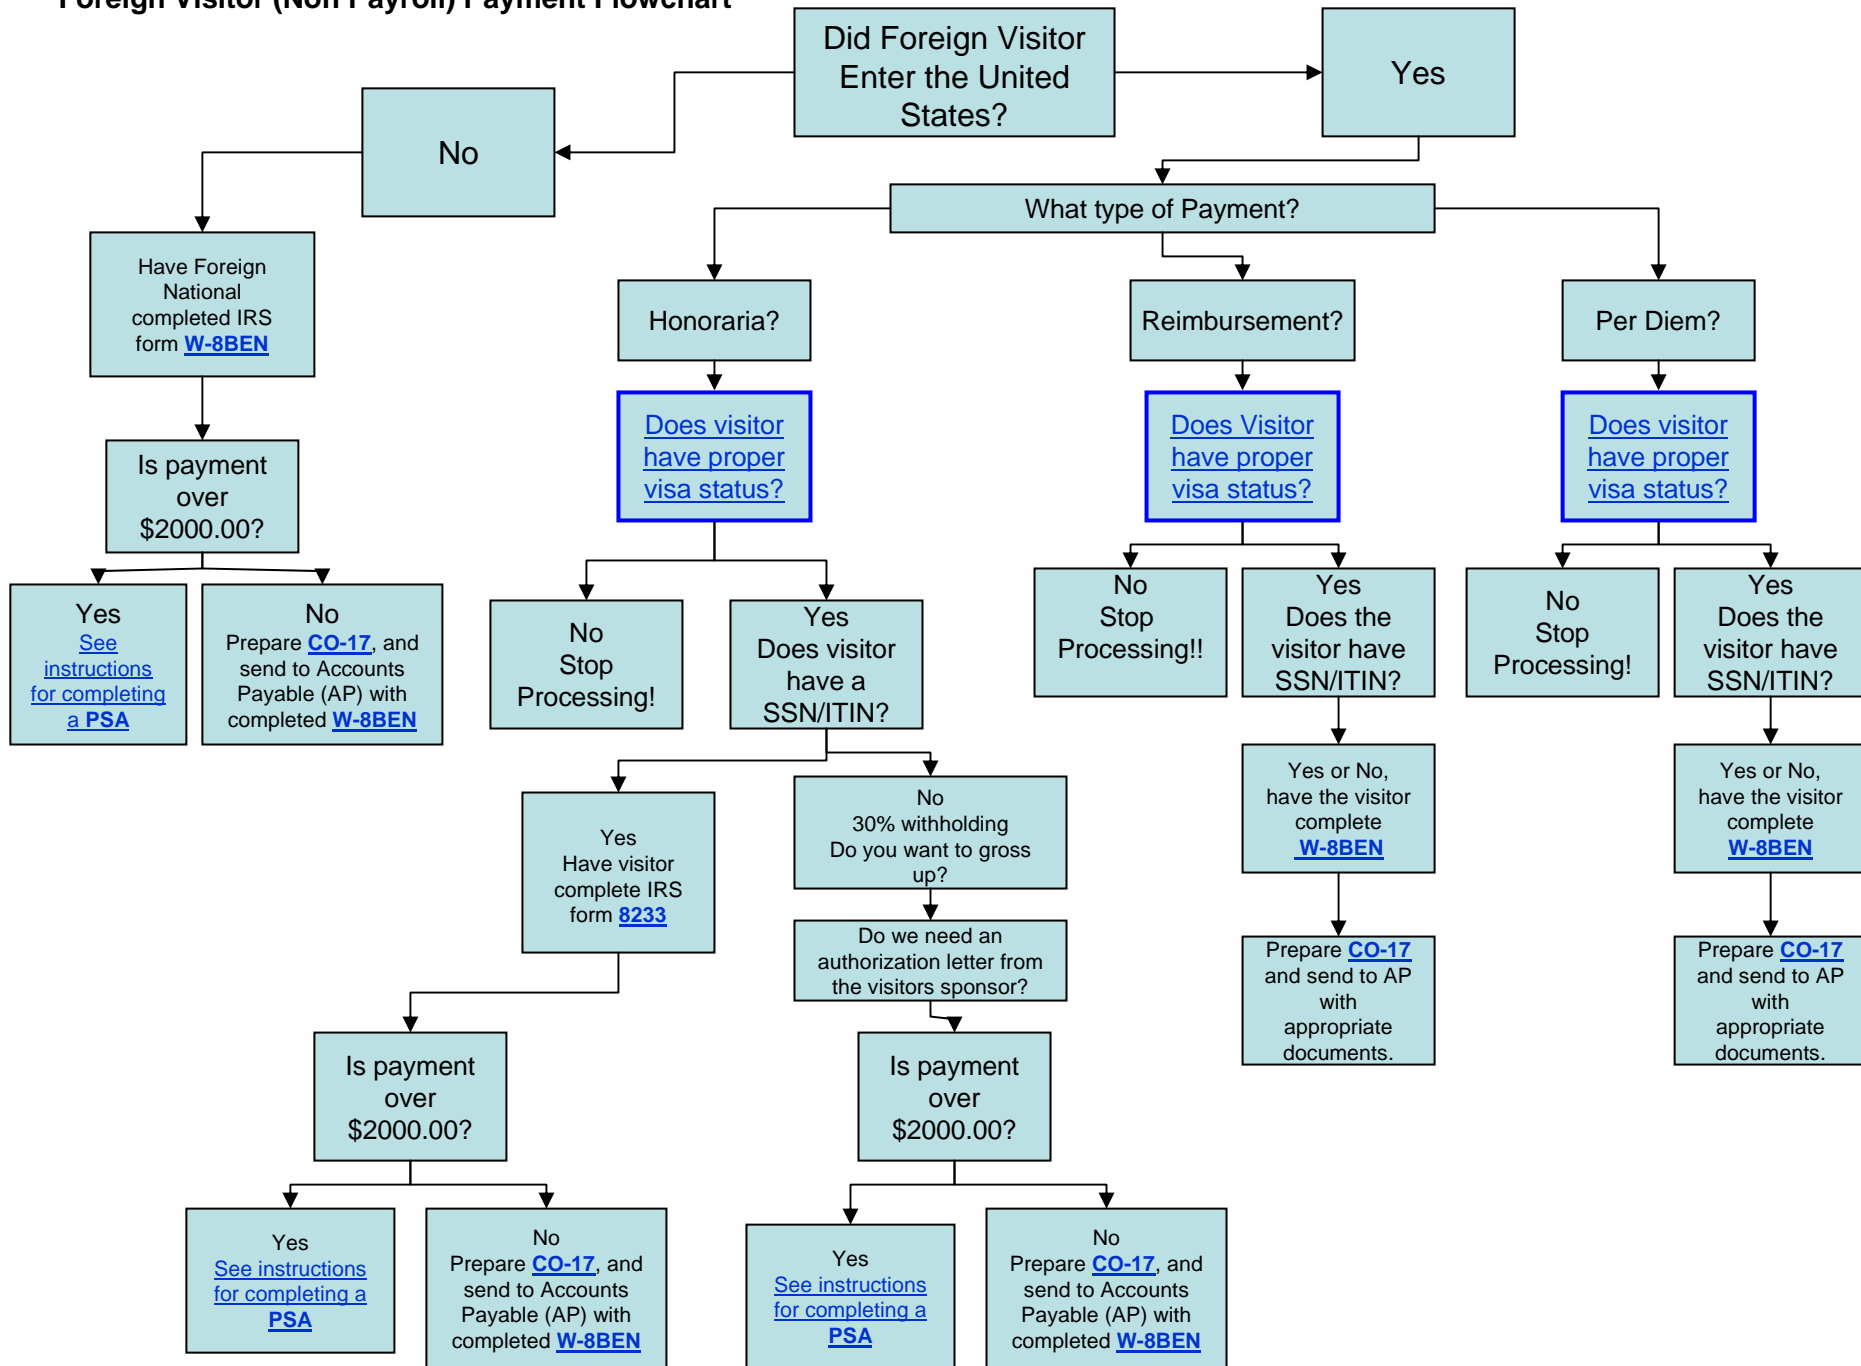 Foreign Visitor (Non Payroll) Payment Flowchart
Did Foreign Visitor
Enter the United
States?
Yes
No
What type of Payment?
Have Foreign
National
completed IRS
form W-8BEN
Honoraria?
Reimbursement?
Per Diem?
Does visitor
have proper
visa status?
Does Visitor
have proper
visa status?
Does visitor
have proper
visa status?
Is payment
over
$2000.00?
Yes
See
instructions
for completing
a PSA
No
Prepare CO-17, and
send to Accounts
Payable (AP) with
completed W-8BEN
No
Stop
Processing!
Yes
Does visitor
have a
SSN/ITIN?
No
Stop
Processing!!
Yes
Does the
visitor have
SSN/ITIN?
No
Stop
Processing!
Yes
Does the
visitor have
SSN/ITIN?
Yes
Have visitor
complete IRS
form 8233
No
30% withholding
Do you want to gross
up?
Yes or No,
have the visitor
complete
W-8BEN
Yes or No,
have the visitor
complete
W-8BEN
Do we need an
authorization letter from
the visitors sponsor?
Prepare CO-17
and send to AP
with
appropriate
documents.
Prepare CO-17
and send to AP
with
appropriate
documents.
Is payment
over
$2000.00?
Is payment
over
$2000.00?
Yes
See instructions
for completing a
PSA
No
Prepare CO-17, and
send to Accounts
Payable (AP) with
completed W-8BEN
Yes
See instructions
for completing a
PSA
No
Prepare CO-17, and
send to Accounts
Payable (AP) with
completed W-8BEN